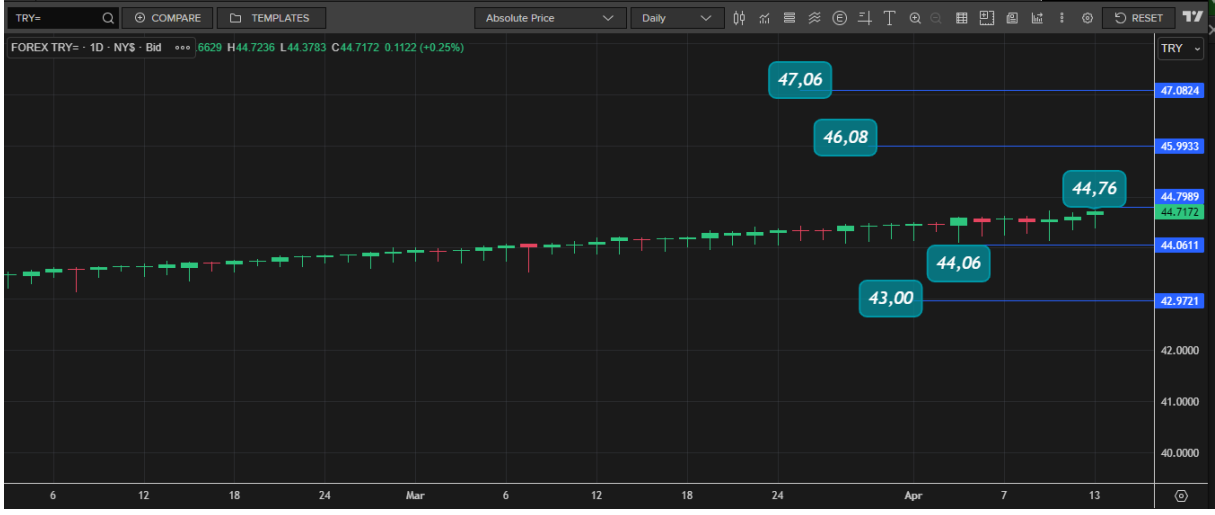 TRY=
COMPARE
TEMPLATES
Absolute Price
Daily
RESET
FOREX TRY= · 1D · NY$ · Bid ••• .6629 H44.7236 L44.3783 C44.7172 0.1122 (+0.25%)
TRY
47,06
47.0824
46,08
45.9933
44,76
44.7989
44.7172
44.0611
44,06
43,00
42.9721
42.0000
41.0000
40.0000
6 12 18 24 Mar 6 12 18 24 Apr 7 13